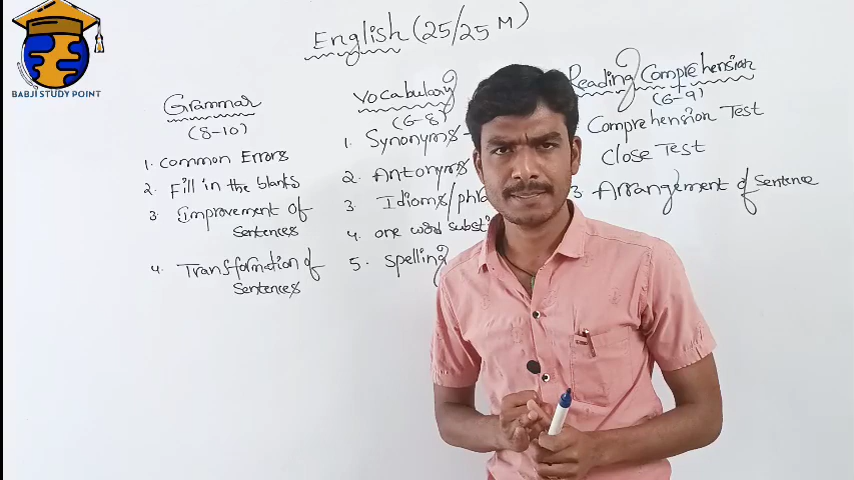 BABJI STUDY POINT
English (25/25 M)
Grammar
(8-10)
1. Common Errors
2. Fill in the blanks
3. Improvement of
Sentences
4. Transformation of
Sentences
Vocabulary
(6-8)
1. Synonyms
2. Antonyms
3. Idioms/phra
4. one word substi
5. Spelling
Reading Comprehension
(6-9)
Comprehension Test
Close Test
3 Arrangement of Sentence